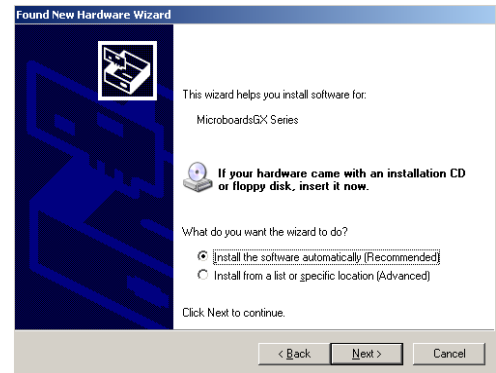 Found New Hardware Wizard
This wizard helps you install software for:
MicroboardsGX Series
If your hardware came with an installation CD
or floppy disk, insert it now.
What do you want the wizard to do?
Install the software automatically (Recommended)
Install from a list or specific location (Advanced)
Click Next to continue.
< Back
Next >
Cancel